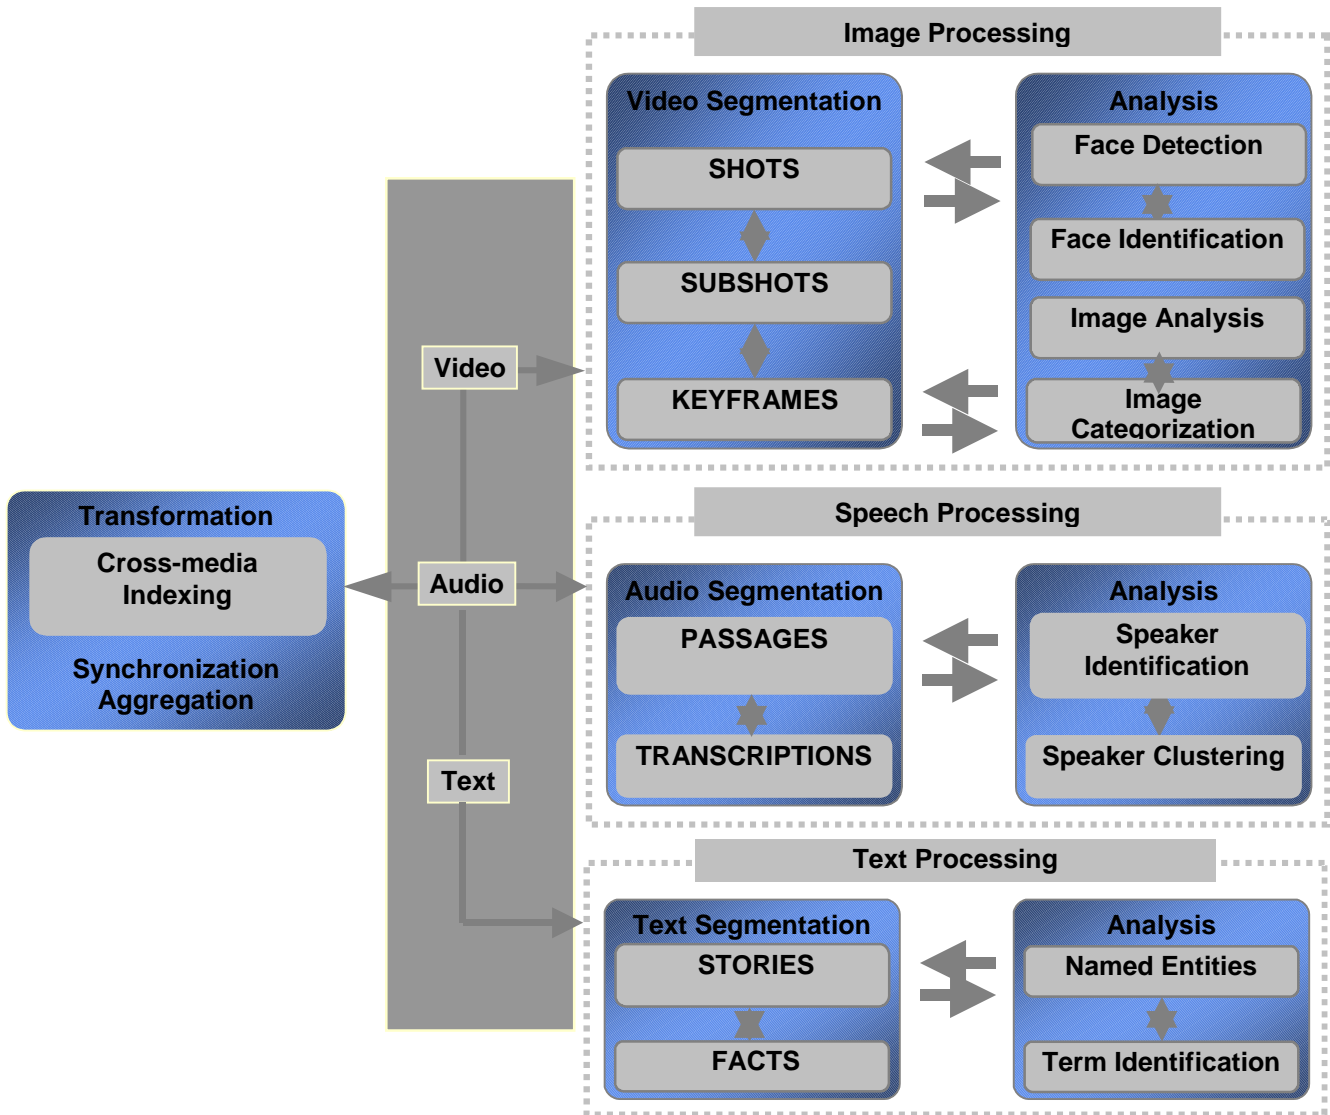 Image Processing
Video Segmentation
SHOTS
SUBSHOTS
KEYFRAMES
Analysis
Face Detection
Face Identification
Image Analysis
Image
Categorization
Video
Audio
Text
Transformation
Cross-media
Indexing
Synchronization
Aggregation
Speech Processing
Audio Segmentation
PASSAGES
TRANSCRIPTIONS
Analysis
Speaker
Identification
Speaker Clustering
Text Processing
Text Segmentation
STORIES
FACTS
Analysis
Named Entities
Term Identification